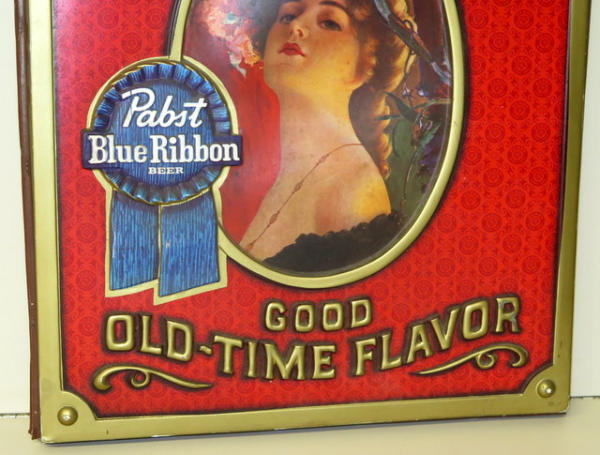 Pabst
Blue Ribbon
BEER
GOOD
OLD-TIME FLAVOR